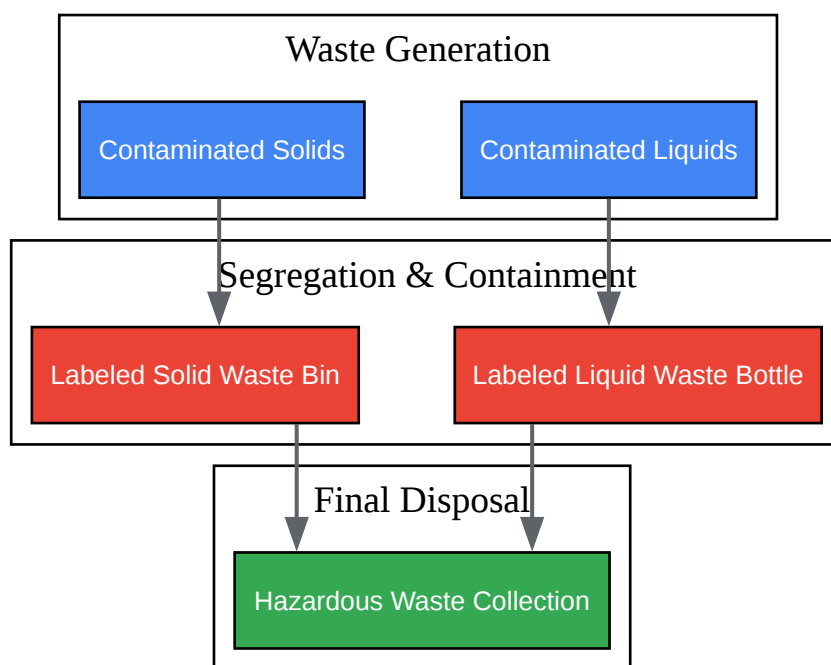 Waste Generation
Contaminated Solids
Contaminated Liquids
Segregation & Containment
Labeled Solid Waste Bin
Labeled Liquid Waste Bottle
Final Disposal
Hazardous Waste Collection